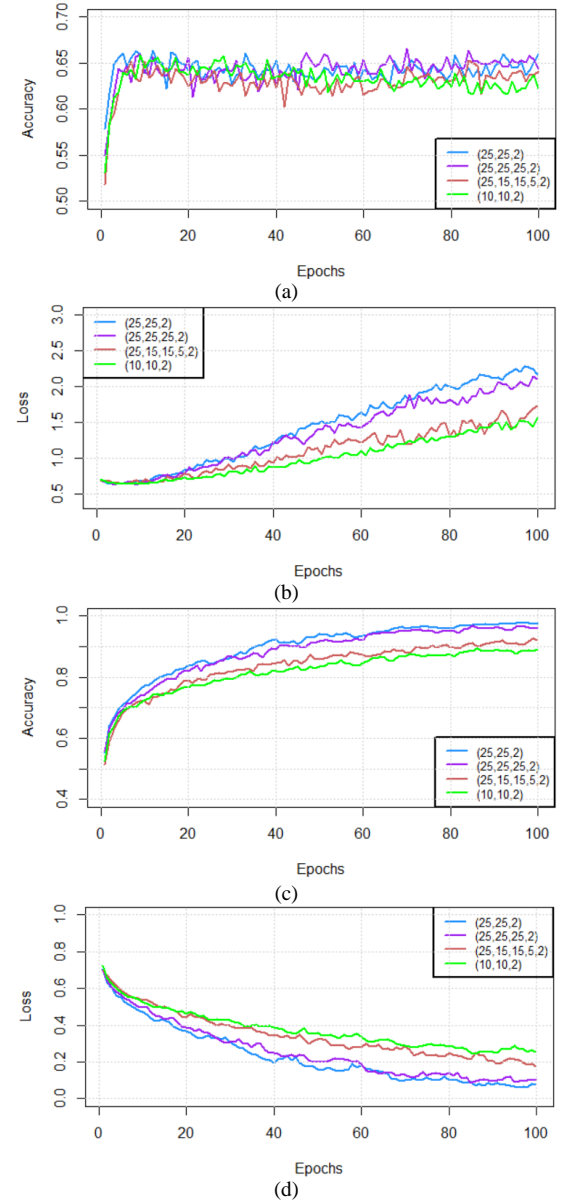 0.70
0.65
0.60
0.55
0.50
Accuracy
(25,25,2)
(25,25,25,2)
(25,15,15,5,2)
(10,10,2)
0 20 40 60 80 100
Epochs
(a)
3.0
2.5
2.0
1.5
1.0
0.5
Loss
(25,25,2)
(25,25,25,2)
(25,15,15,5,2)
(10,10,2)
0 20 40 60 80 100
Epochs
(b)
1.0
0.8
0.6
0.4
Accuracy
(25,25,2)
(25,25,25,2)
(25,15,15,5,2)
(10,10,2)
0 20 40 60 80 100
Epochs
(c)
1.0
0.8
0.6
0.4
0.2
0.0
Loss
(25,25,2)
(25,25,25,2)
(25,15,15,5,2)
(10,10,2)
0 20 40 60 80 100
Epochs
(d)